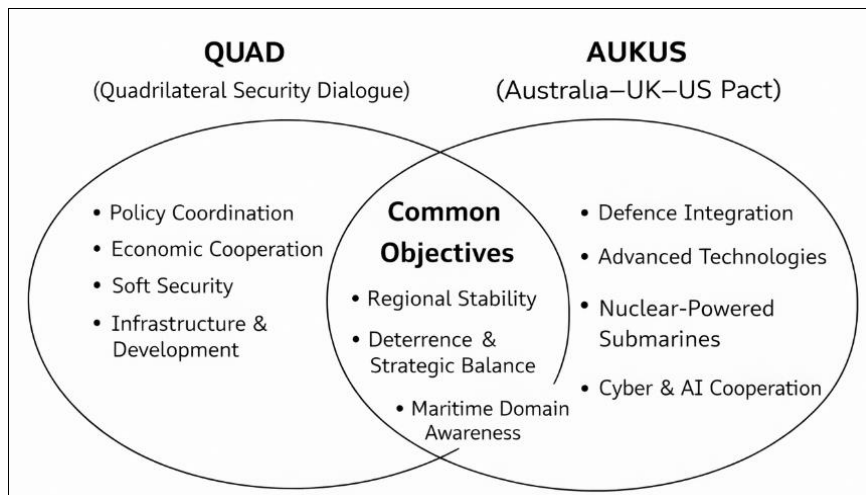 QUAD
(Quadrilateral Security Dialogue)
AUKUS
(Australia–UK–US Pact)
• Policy Coordination
• Economic Cooperation
• Soft Security
• Infrastructure &
Development
Common
Objectives
• Regional Stability
• Deterrence &
Strategic Balance
• Maritime Domain
Awareness
• Defence Integration
• Advanced Technologies
• Nuclear-Powered
Submarines
• Cyber & AI Cooperation